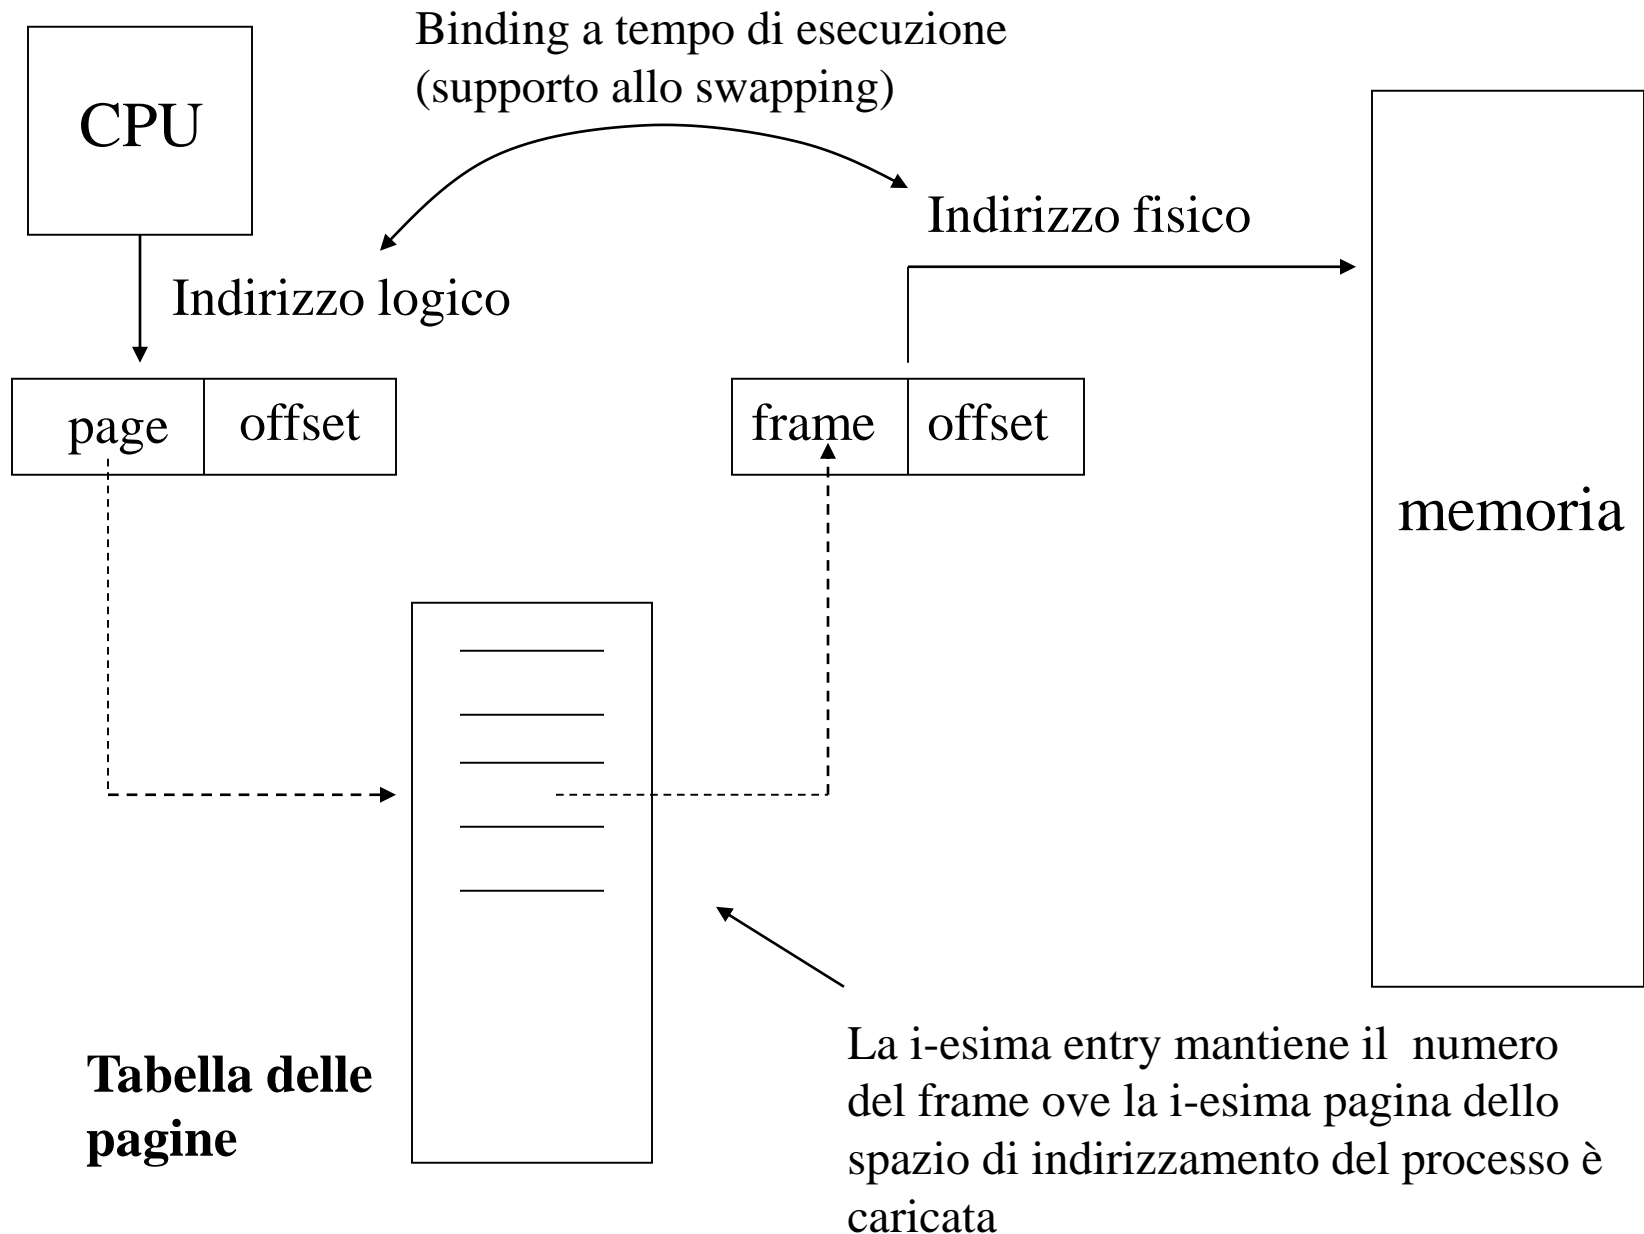 Binding a tempo di esecuzione
(supporto allo swapping)
CPU
Indirizzo fisico
Indirizzo logico
page offset
frame offset
memoria
Tabella delle
pagine
La i-esima entry mantiene il numero
del frame ove la i-esima pagina dello
spazio di indirizzamento del processo è
caricata